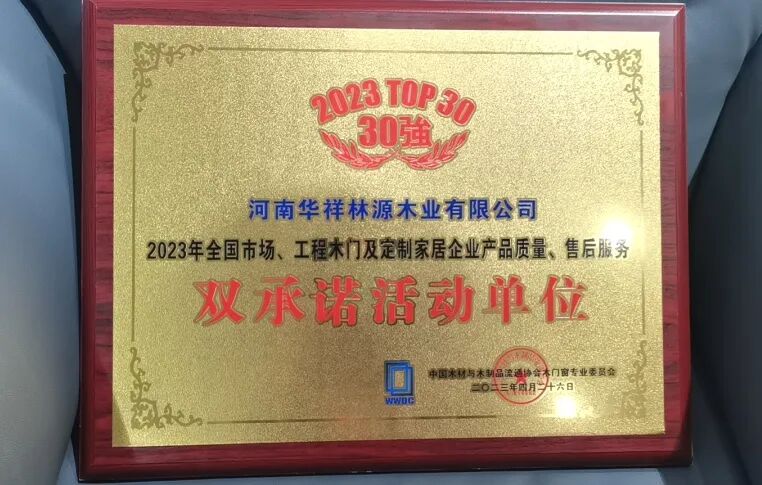 2023 TOP 30
30強
河南华祥林源木业有限公司
2023年全国市场、工程木门及定制家居企业产品质量、售后服务
双承诺活动单位
WWDC
中国木材与木制品流通协会木门窗专业委员会
二〇二三年四月二十六日